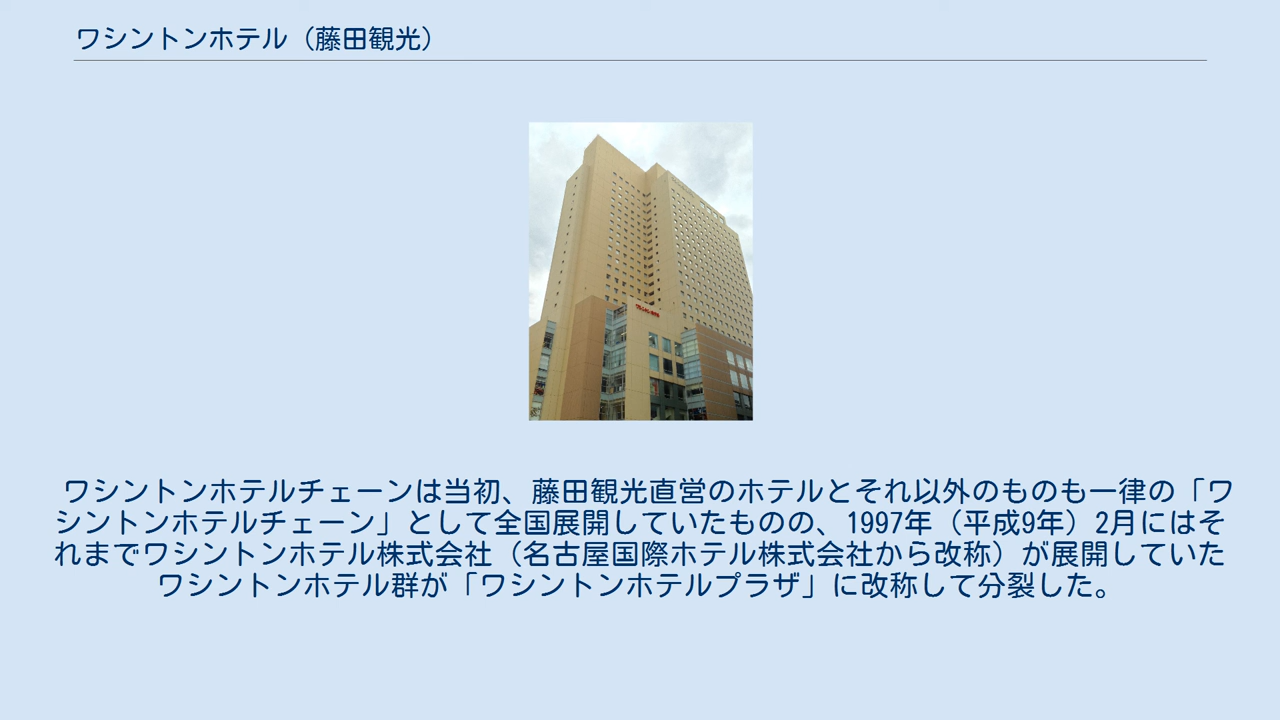 ワシントンホテル（藤田観光）
ワシントンホテルチェーンは当初、藤田観光直営のホテルとそれ以外のものも一律の「ワ
シントンホテルチェーン」として全国展開していたものの、1997年（平成9年）2月にはそ
れまでワシントンホテル株式会社（名古屋国際ホテル株式会社から改称）が展開していた
ワシントンホテル群が「ワシントンホテルプラザ」に改称して分裂した。